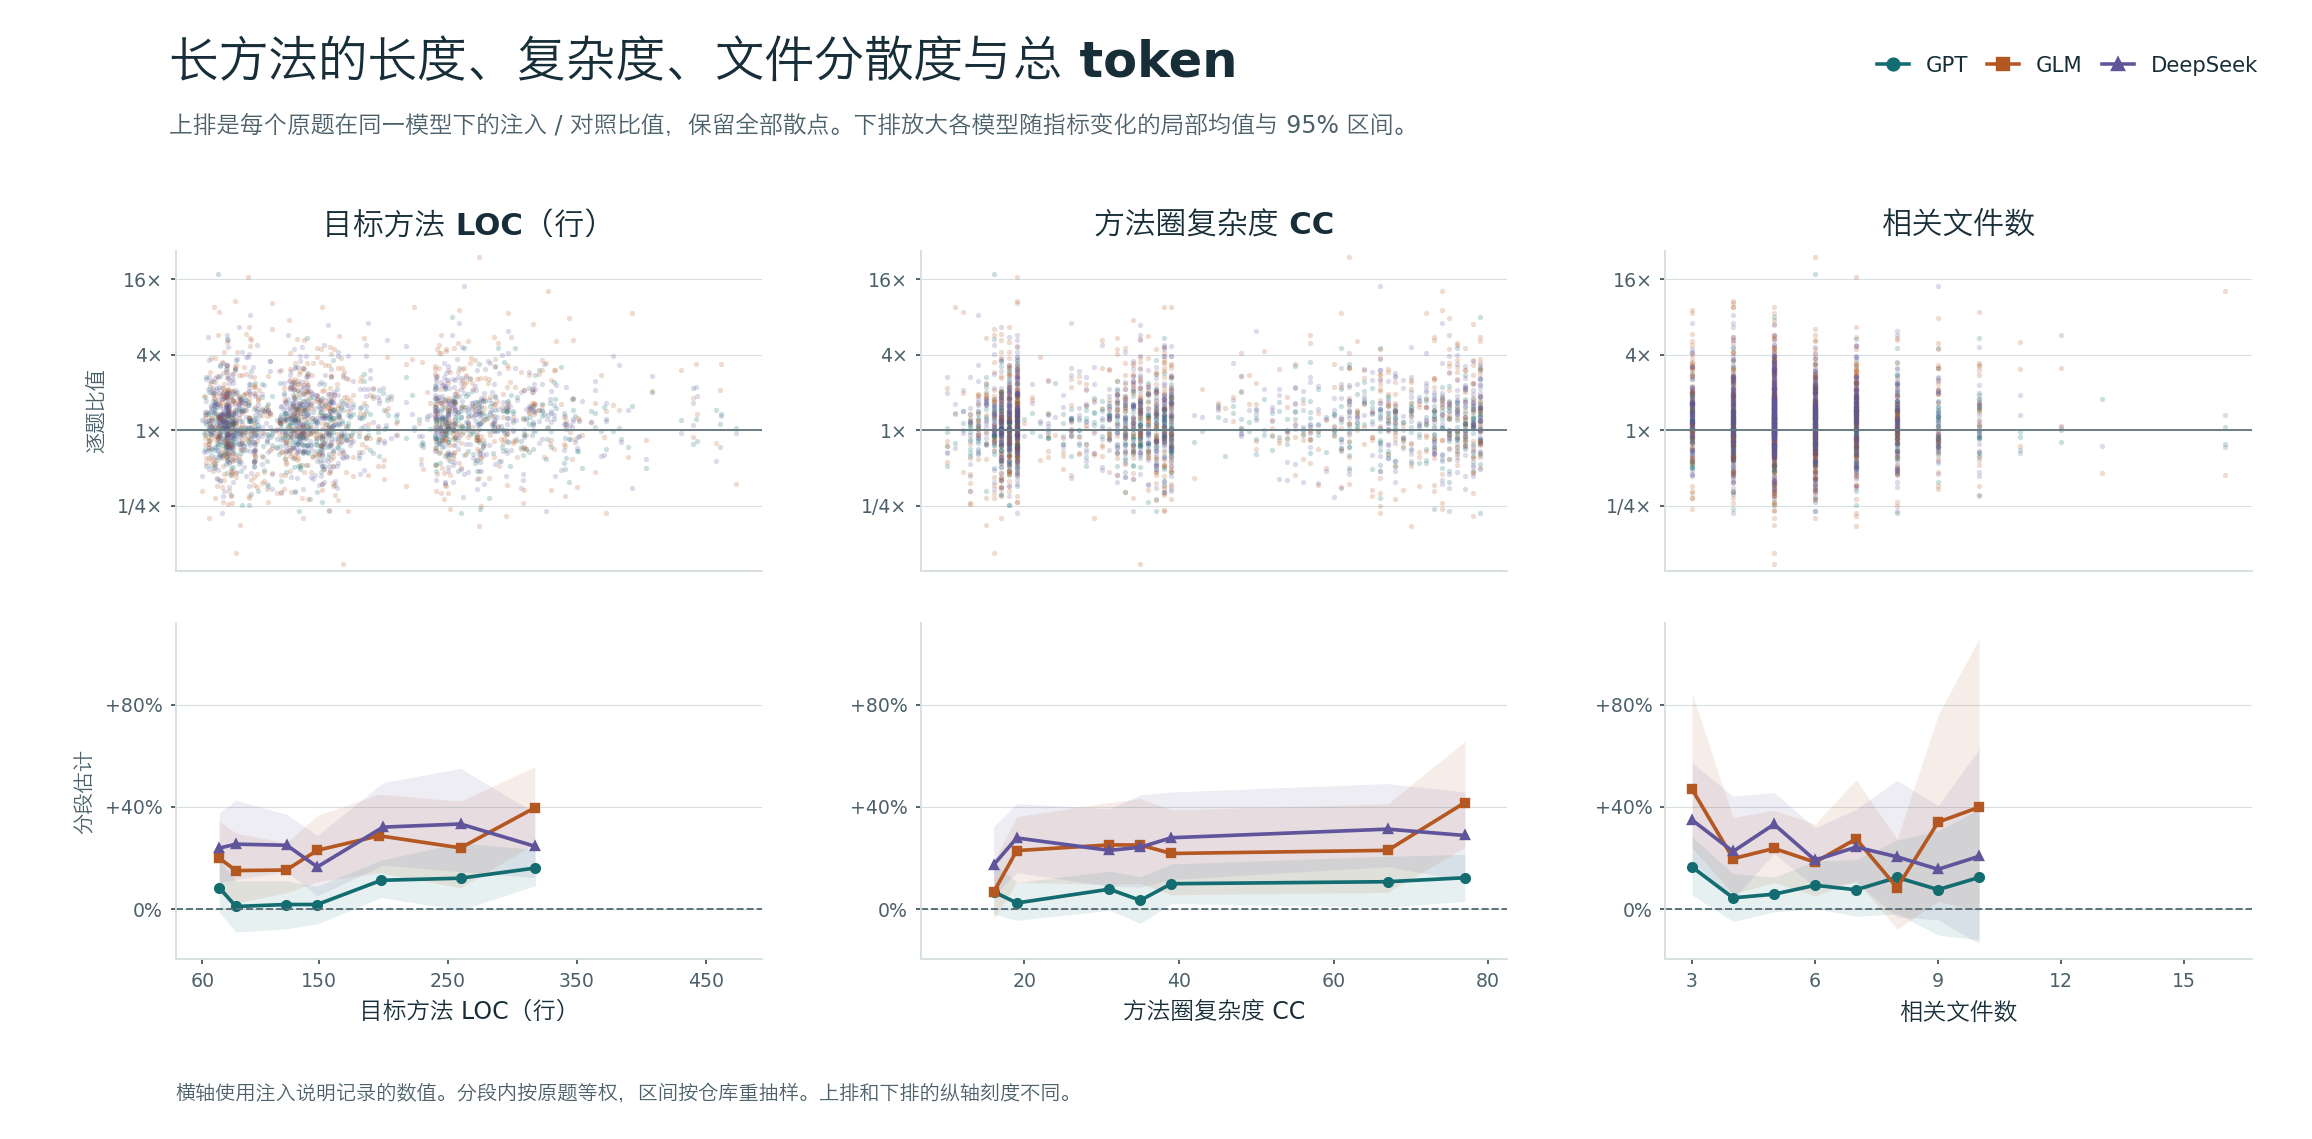 长方法的长度、复杂度、文件分散度与总 token
GPT GLM DeepSeek
上排是每个原题在同一模型下的注入 / 对照比值，保留全部散点。下排放大各模型随指标变化的局部均值与 95% 区间。
目标方法 LOC（行）
方法圈复杂度 CC
相关文件数
逐题比值
16×
4×
1×
1/4×
16×
4×
1×
1/4×
16×
4×
1×
1/4×
分段估计
+80%
+40%
0%
+80%
+40%
0%
+80%
+40%
0%
60 150 250 350 450
20 40 60 80
3 6 9 12 15
目标方法 LOC（行）
方法圈复杂度 CC
相关文件数
横轴使用注入说明记录的数值。分段内按原题等权，区间按仓库重抽样。上排和下排的纵轴刻度不同。